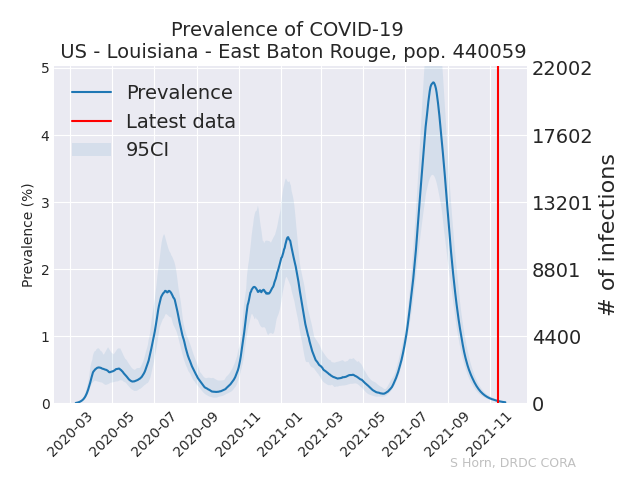 Prevalence of COVID-19
US - Louisiana - East Baton Rouge, pop. 440059
Prevalence
Latest data
95CI
5
4
3
2
1
0
Prevalence (%)
22002
17602
13201
8801
4400
0
# of infections
2020-03
2020-05
2020-07
2020-09
2020-11
2021-01
2021-03
2021-05
2021-07
2021-09
2021-11
S Horn, DRDC CORA